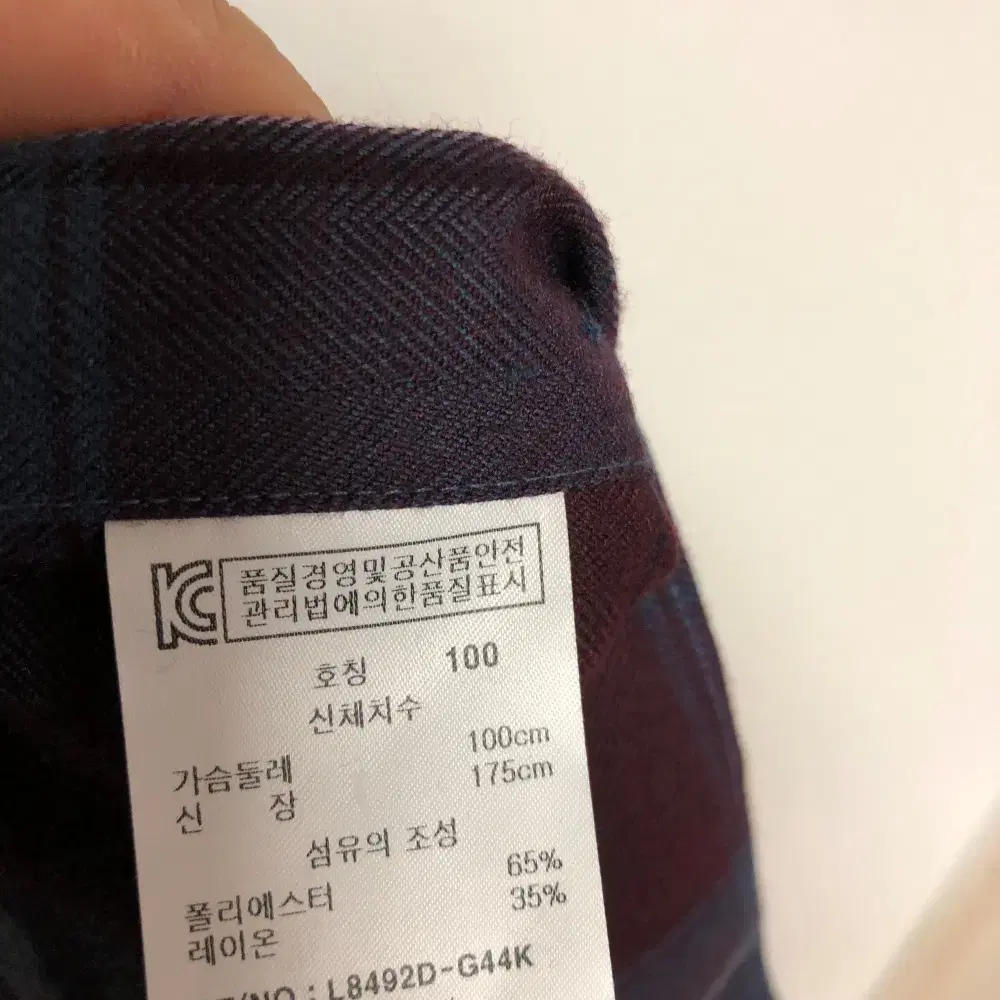 KC 품질경영및공산품안전
관리법에의한품질표시
호칭 100
신체치수
가슴둘레 100cm
신 장 175cm
섬유의 조성
폴리에스터 65%
레이온 35%
: L8492D-G44K